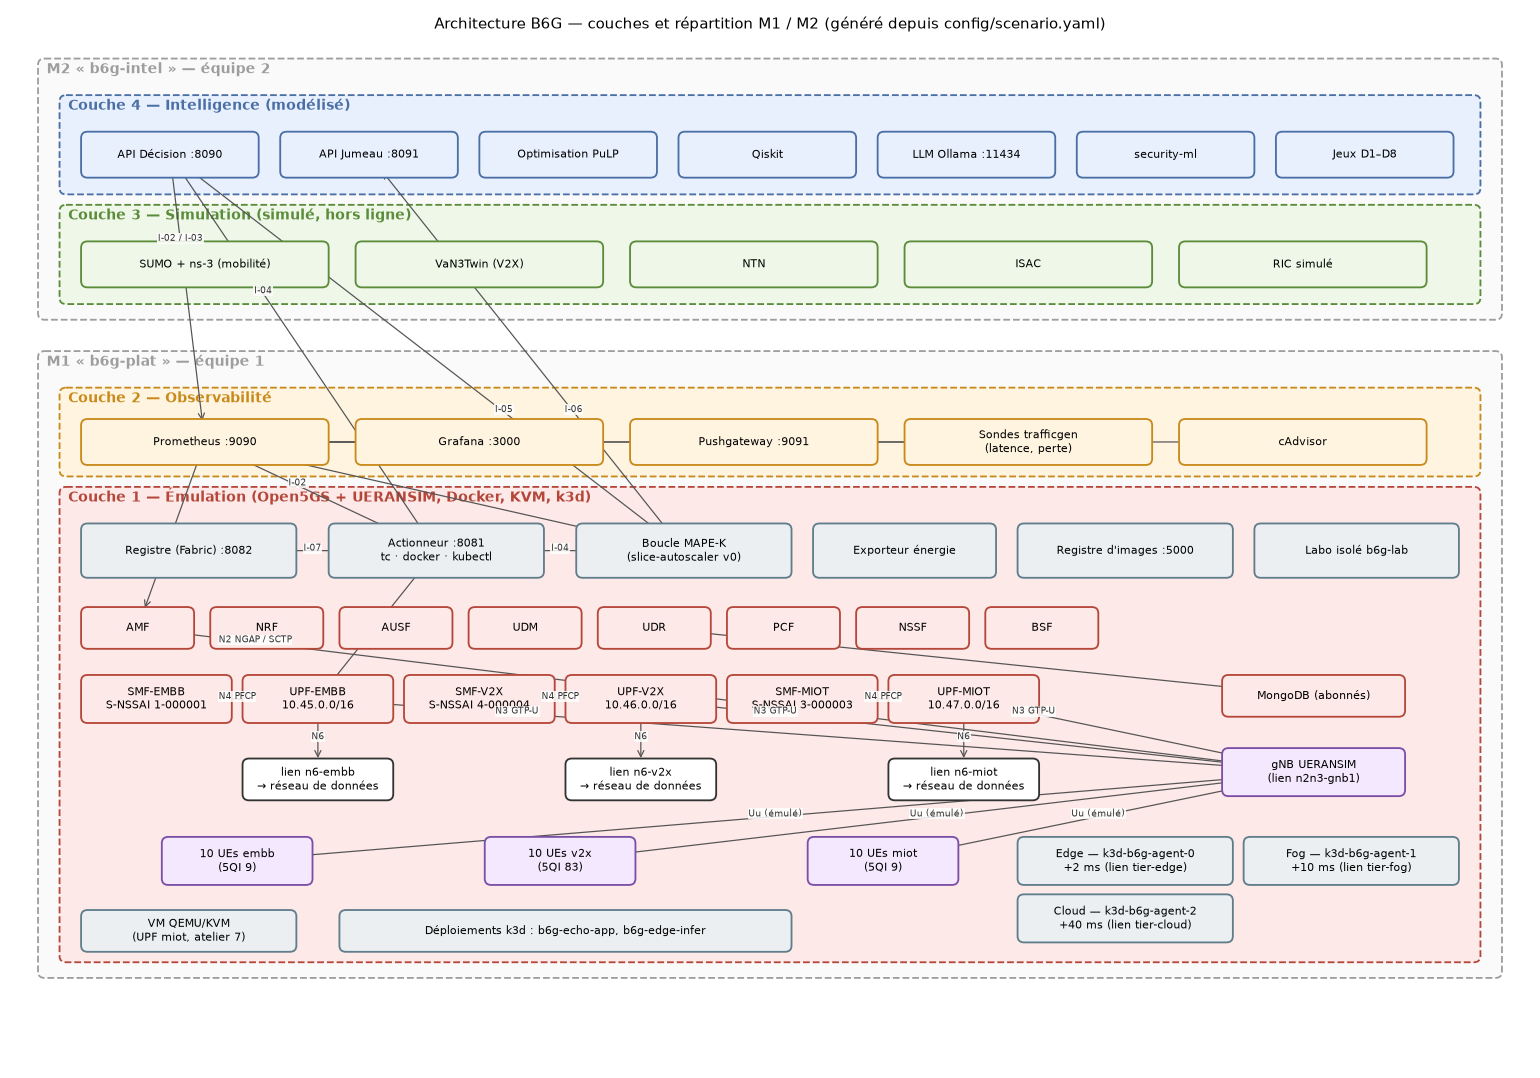 Architecture B6G — couches et répartition M1 / M2 (généré depuis config/scenario.yaml)
M2 « b6g-intel » — équipe 2
Couche 4 — Intelligence (modélisé)
API Décision :8090
API Jumeau :8091
Optimisation PuLP
Qiskit
LLM Ollama :11434
security-ml
Jeux D1–D8
Couche 3 — Simulation (simulé, hors ligne)
I-02 / I-03
SUMO + ns-3 (mobilité)
VaN3Twin (V2X)
NTN
ISAC
RIC simulé
I-04
M1 « b6g-plat » — équipe 1
Couche 2 — Observabilité
I-05
I-06
Prometheus :9090
Grafana :3000
Pushgateway :9091
Sondes trafficgen
(latence, perte)
cAdvisor
I-02
Couche 1 — Émulation (Open5GS + UERANSIM, Docker, KVM, k3d)
Registre (Fabric) :8082
I-07
Actionneur :8081
tc · docker · kubectl
I-04
Boucle MAPE-K
(slice-autoscaler v0)
Exporteur énergie
Registre d'images :5000
Labo isolé b6g-lab
AMF
NRF
AUSF
UDM
UDR
PCF
NSSF
BSF
N2 NGAP / SCTP
SMF-EMBB
S-NSSAI 1-000001
N4 PFCP
UPF-EMBB
10.45.0.0/16
SMF-V2X
S-NSSAI 4-000004
N4 PFCP
UPF-V2X
10.46.0.0/16
SMF-MIOT
S-NSSAI 3-000003
N4 PFCP
UPF-MIOT
10.47.0.0/16
MongoDB (abonnés)
N3 GTP-U
N3 GTP-U
N3 GTP-U
N6
N6
N6
lien n6-embb
→ réseau de données
lien n6-v2x
→ réseau de données
lien n6-miot
→ réseau de données
gNB UERANSIM
(lien n2n3-gnb1)
Uu (émulé)
Uu (émulé)
Uu (émulé)
10 UEs embb
(5QI 9)
10 UEs v2x
(5QI 83)
10 UEs miot
(5QI 9)
Edge — k3d-b6g-agent-0
+2 ms (lien tier-edge)
Fog — k3d-b6g-agent-1
+10 ms (lien tier-fog)
Cloud — k3d-b6g-agent-2
+40 ms (lien tier-cloud)
VM QEMU/KVM
(UPF miot, atelier 7)
Déploiements k3d : b6g-echo-app, b6g-edge-infer